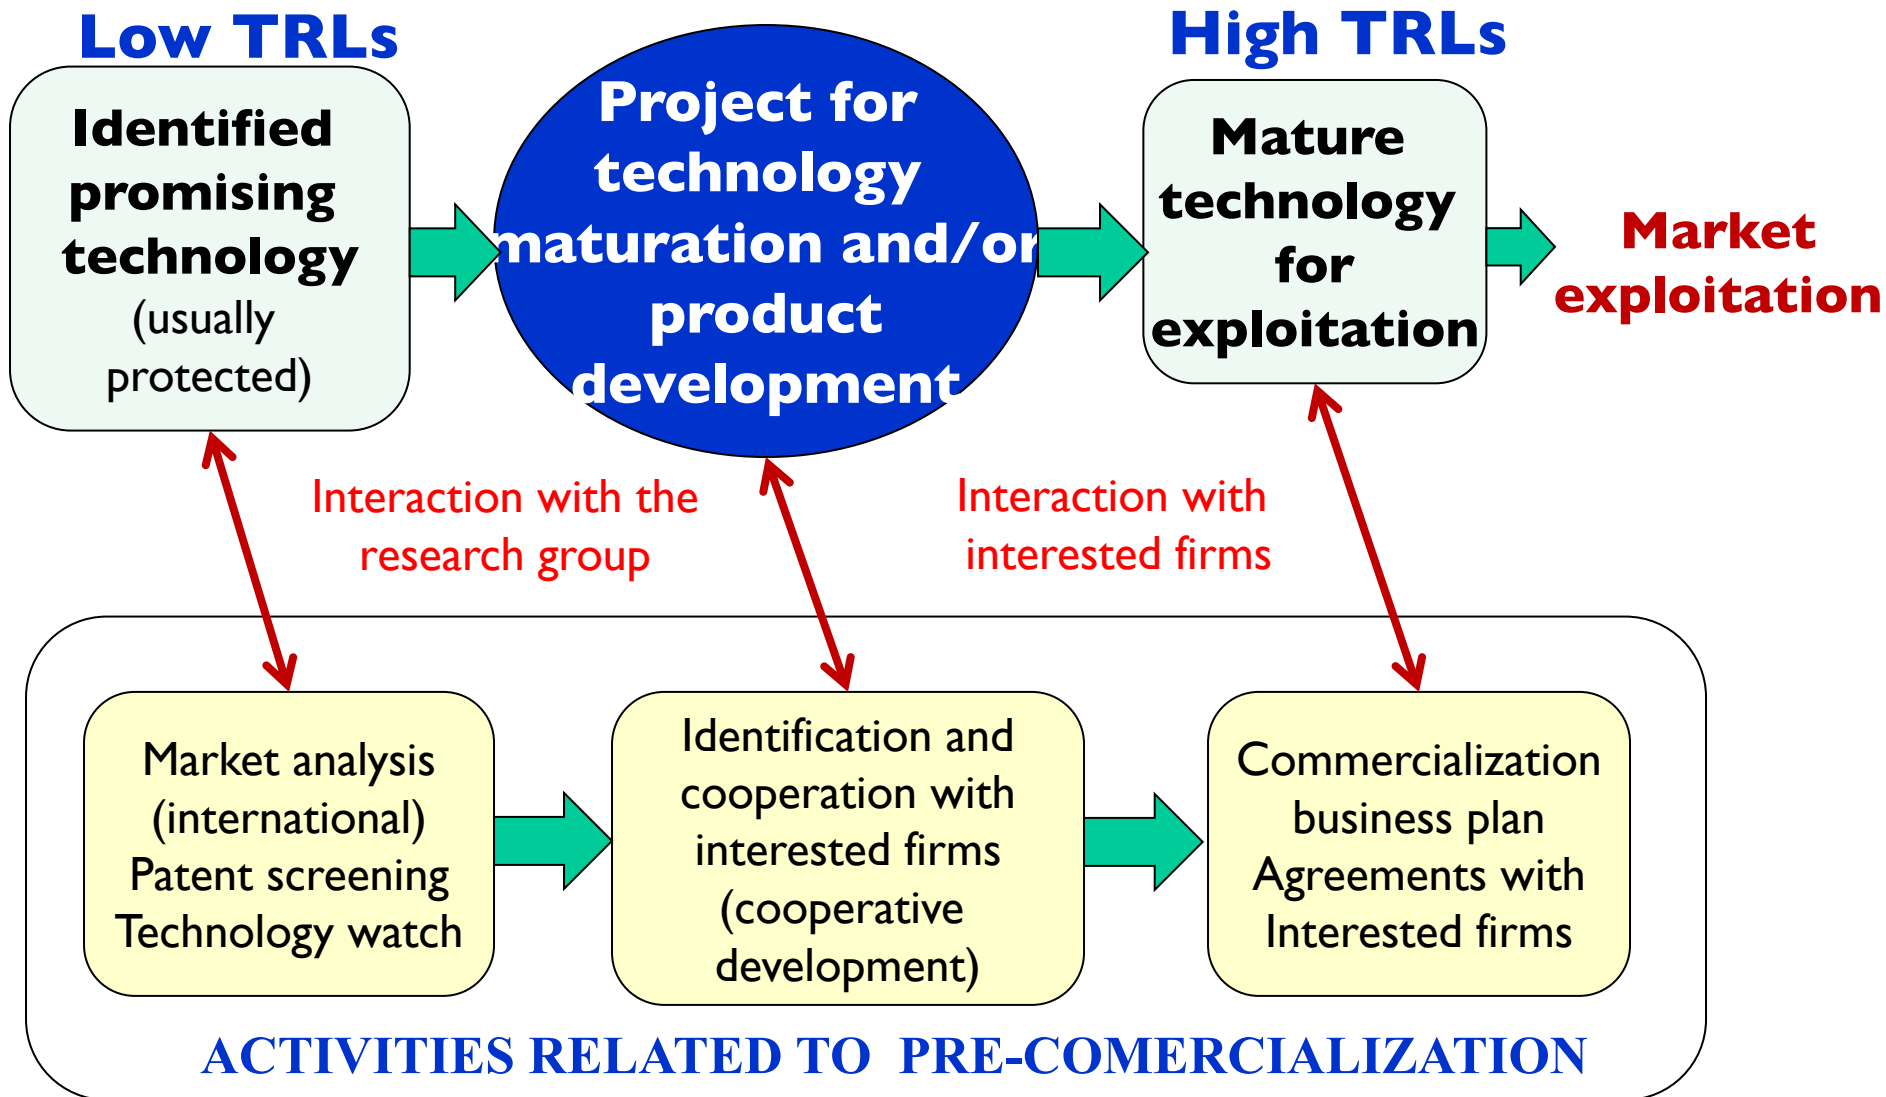 Low TRLs
Identified
promising
technology
(usually
protected)
Project for
technology
maturation and/or
product
development
High TRLs
Mature
technology
for
exploitation
Market
exploitation
Interaction with the
research group
Interaction with
interested firms
Market analysis
(international)
Patent screening
Technology watch
Identification and
cooperation with
interested firms
(cooperative
development)
Commercialization
business plan
Agreements with
Interested firms
ACTIVITIES RELATED TO PRE-COMERCIALIZATION